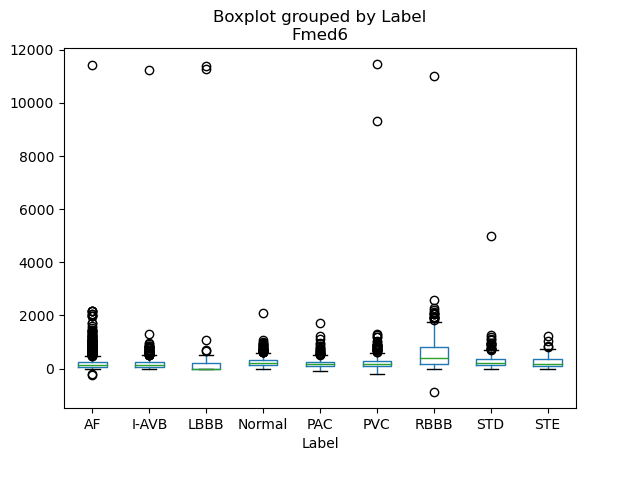 Boxplot grouped by Label
Fmed6
12000
10000
8000
6000
4000
2000
0
AF I-AVB LBBB Normal PAC PVC RBBB STD STE
Label